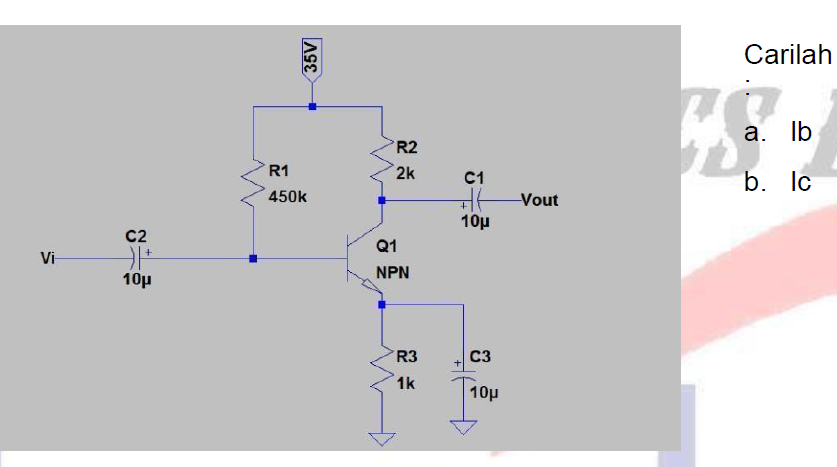 35V
R1
450k
R2
2k
C1
10µ
Vout
C2
10µ
Vi
Q1
NPN
R3
1k
C3
10µ
Carilah
:
a. Ib
b. Ic